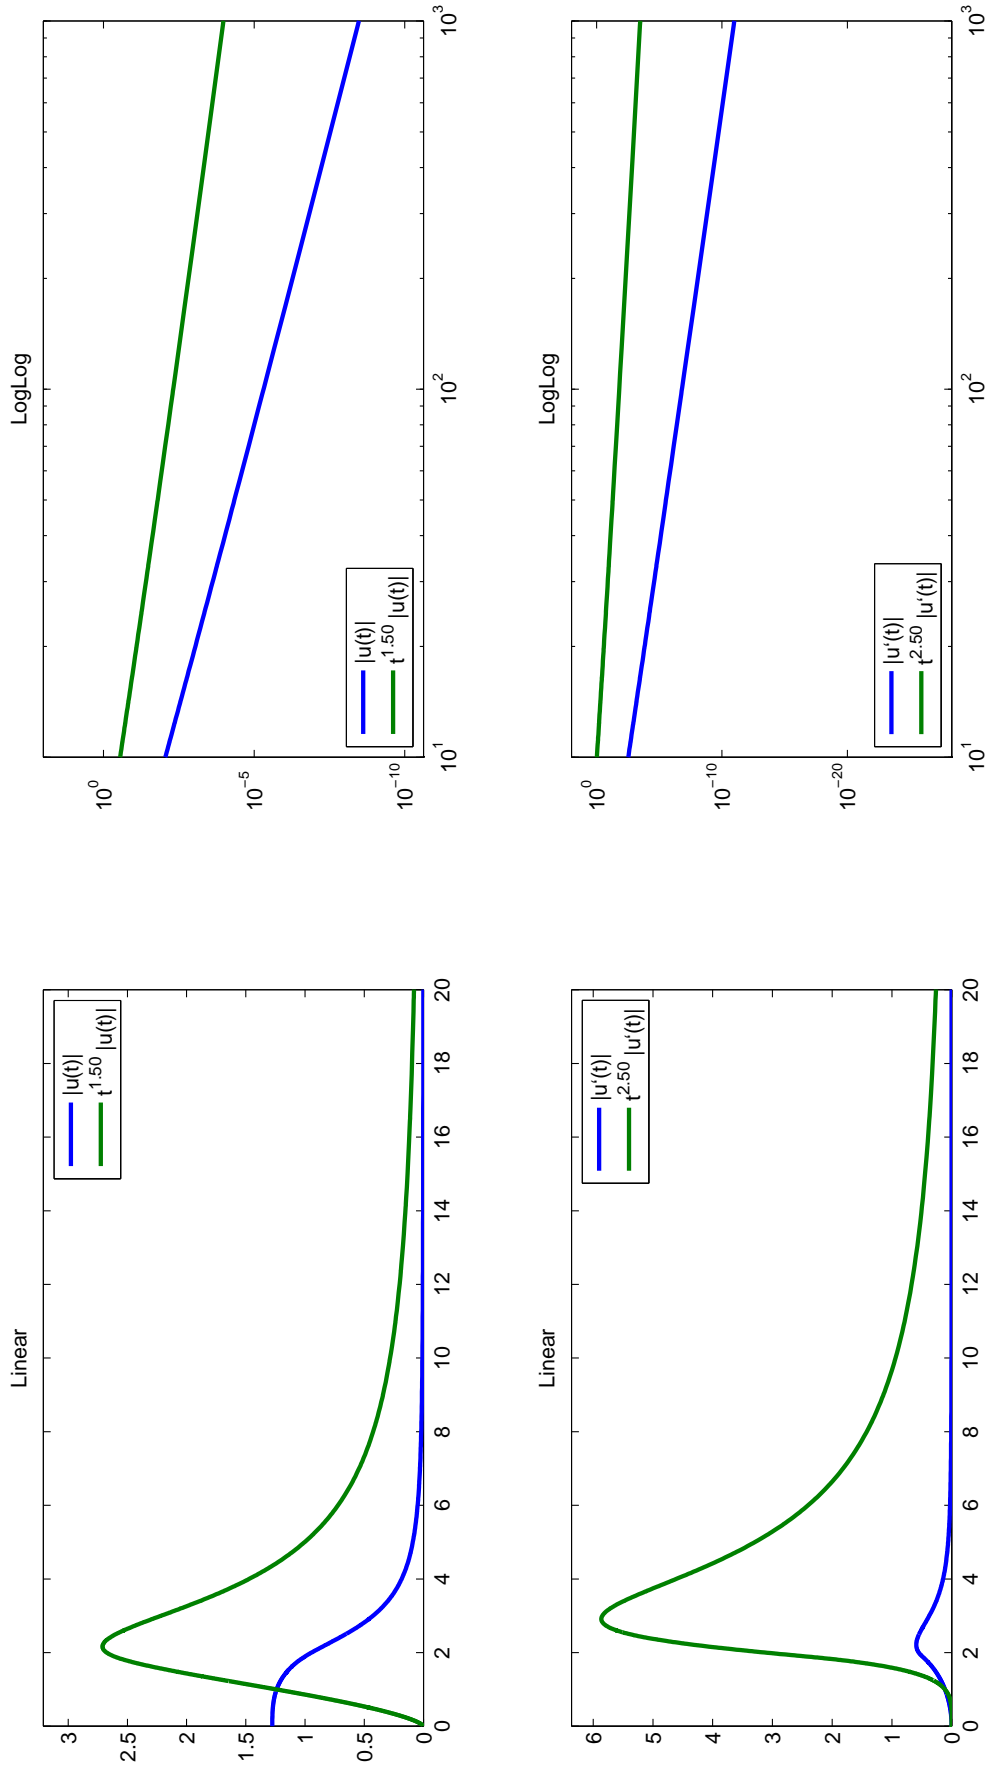 Linear
3
2.5
2
1.5
1
0.5
0
0 2 4 6 8 10 12 14 16 18 20
|u(t)|
t^1.50 |u(t)|
LogLog
10^0
10^−5
10^−10
10^1 10^2 10^3
|u(t)|
t^1.50 |u(t)|
Linear
6
5
4
3
2
1
0
0 2 4 6 8 10 12 14 16 18 20
|u‘(t)|
t^2.50 |u‘(t)|
LogLog
10^0
10^−10
10^−20
10^1 10^2 10^3
|u‘(t)|
t^2.50 |u‘(t)|